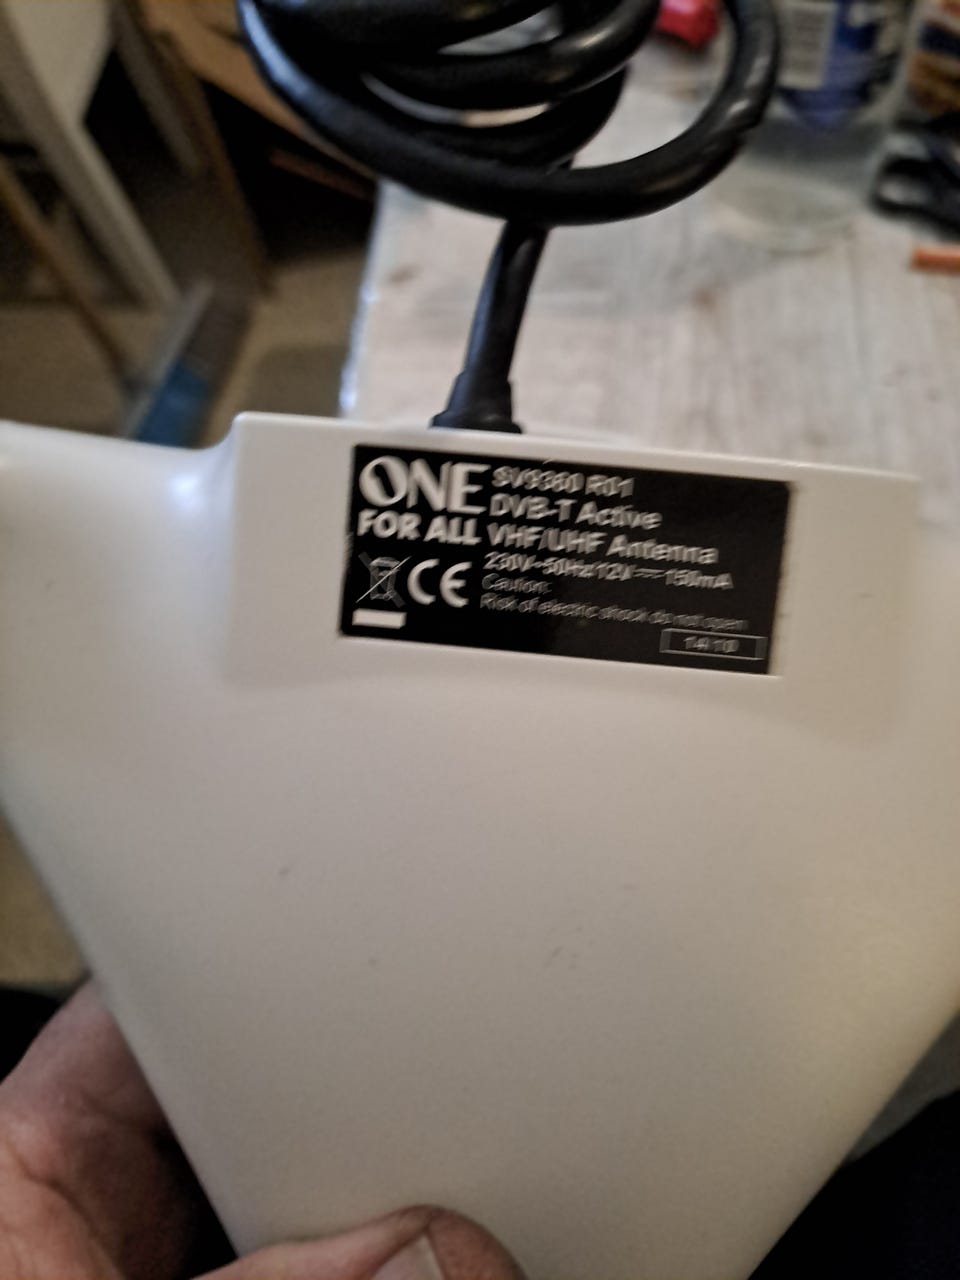 ONE
FOR ALL
SV9360 R01
DVB-T Active
VHF/UHF Antenna
230V~50Hz 12V⎓150mA
Caution:
Risk of electric shock do not open
CE